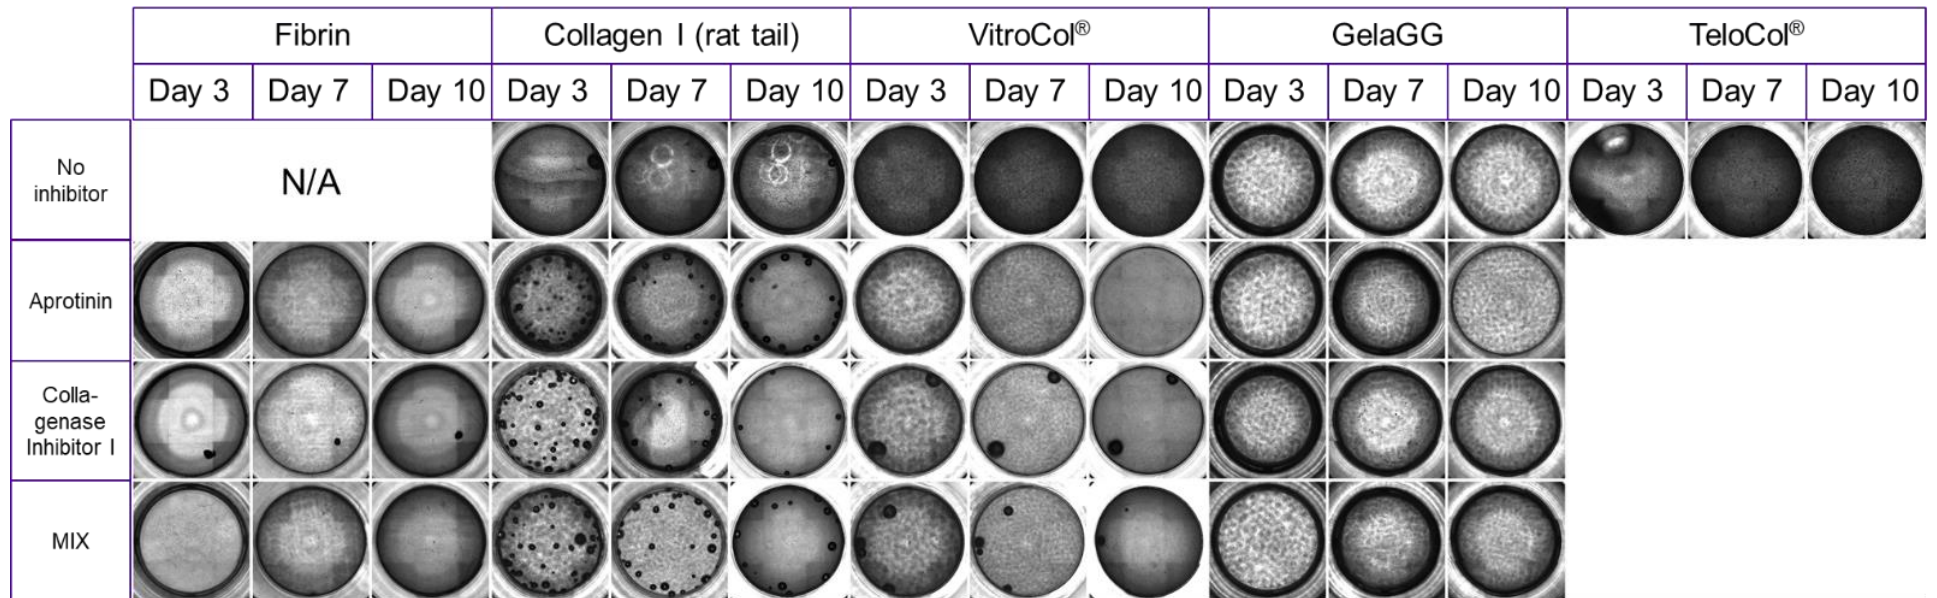 Fibrin Collagen I (rat tail) VitroCol® GelaGG TeloCol®
Day 3 Day 7 Day 10 Day 3 Day 7 Day 10 Day 3 Day 7 Day 10 Day 3 Day 7 Day 10 Day 3 Day 7 Day 10
No
inhibitor
N/A
Aprotinin
Colla-
genase
Inhibitor I
MIX